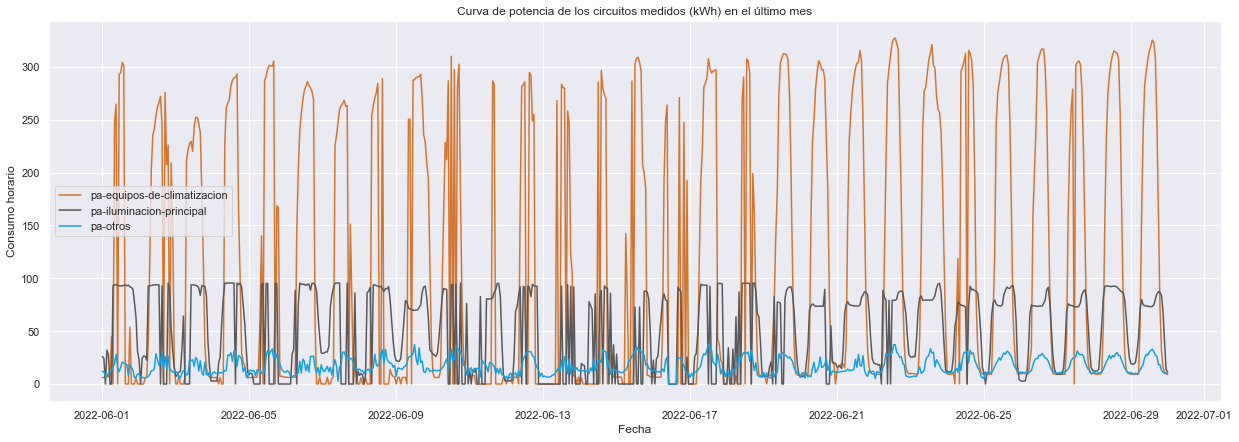 Curva de potencia de los circuitos medidos (kWh) en el último mes
Consumo horario
300
250
200
150
100
50
0
pa-equipos-de-climatizacion
pa-iluminacion-principal
pa-otros
2022-06-01
2022-06-05
2022-06-09
2022-06-13
2022-06-17
2022-06-21
2022-06-25
2022-06-29
2022-07-01
Fecha